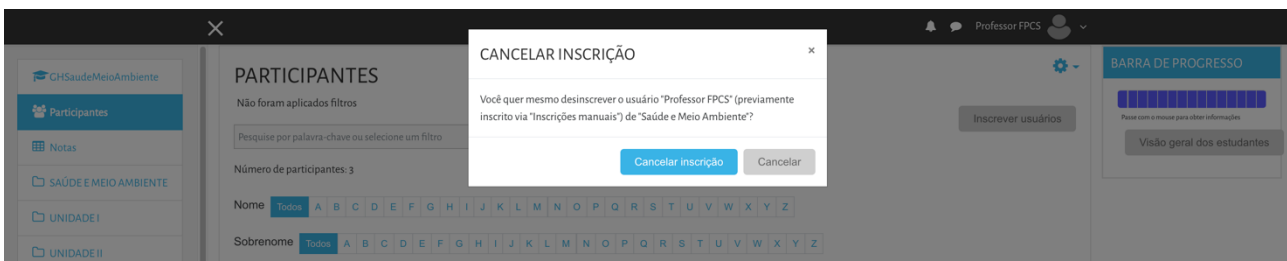 Professor FPCS
CANCELAR INSCRIÇÃO
×
Você quer mesmo desinscrever o usuário "Professor FPCS" (previamente
inscrito via "Inscrições manuais") de "Saúde e Meio Ambiente"?
Cancelar inscrição
Cancelar
GHSaudeMeioAmbiente
Participantes
Notas
SAÚDE E MEIO AMBIENTE
UNIDADE I
UNIDADE II
PARTICIPANTES
Não foram aplicados filtros
Pesquise por palavra-chave ou selecione um filtro
Número de participantes: 3
Nome Todos A B C D E F G H I J K L M N O P Q R S T U V W X Y Z
Sobrenome Todos A B C D E F G H I J K L M N O P Q R S T U V W X Y Z
Inscrever usuários
BARRA DE PROGRESSO
Passe com o mouse para obter informações
Visão geral dos estudantes